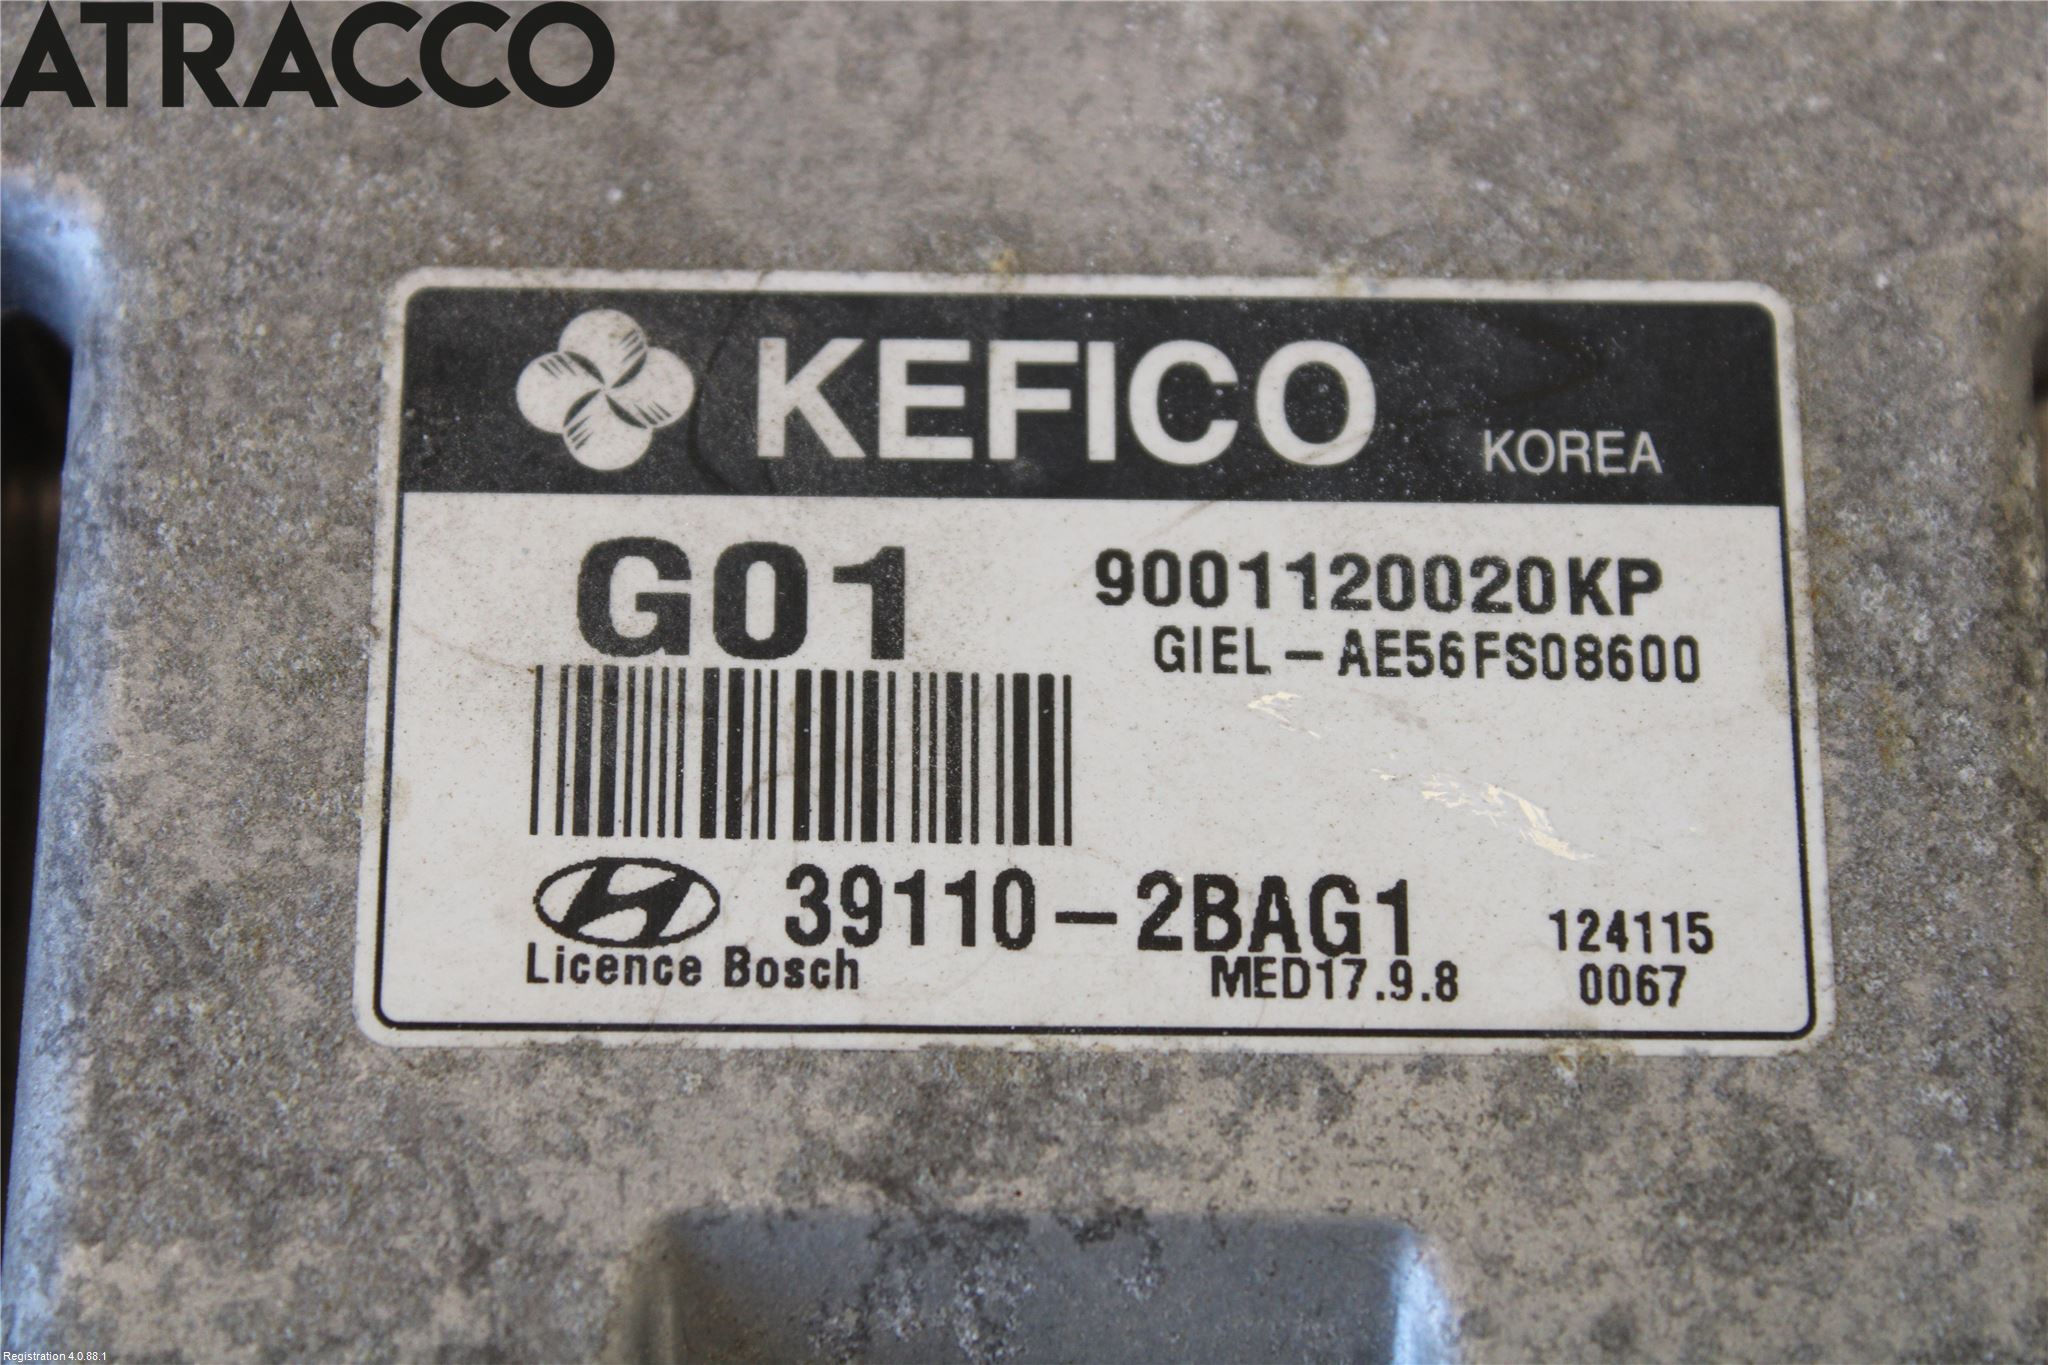 ATRACCO
KEFICO KOREA
G01
9001120020KP
GIEL-AE56FS08600
39110-2BAG1
124115
Licence Bosch
MED17.9.8
0067
Registration 4.0.88.1